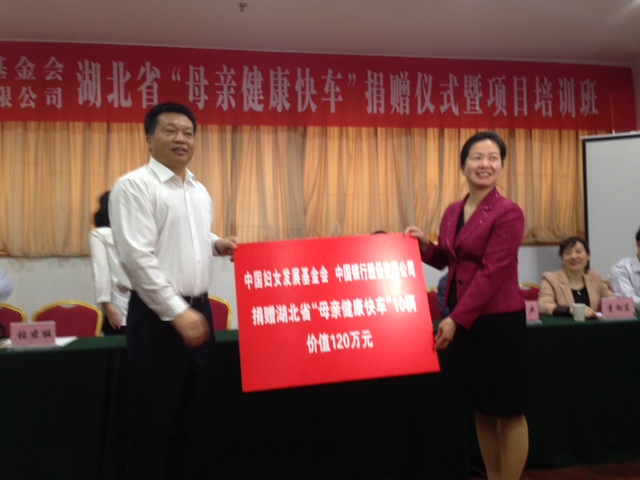 基金会
限公司
湖北省“母亲健康快车”捐赠仪式暨项目培训班
中国妇女发展基金会 中国银行股份有限公司
捐赠湖北省“母亲健康快车”10辆
价值120万元